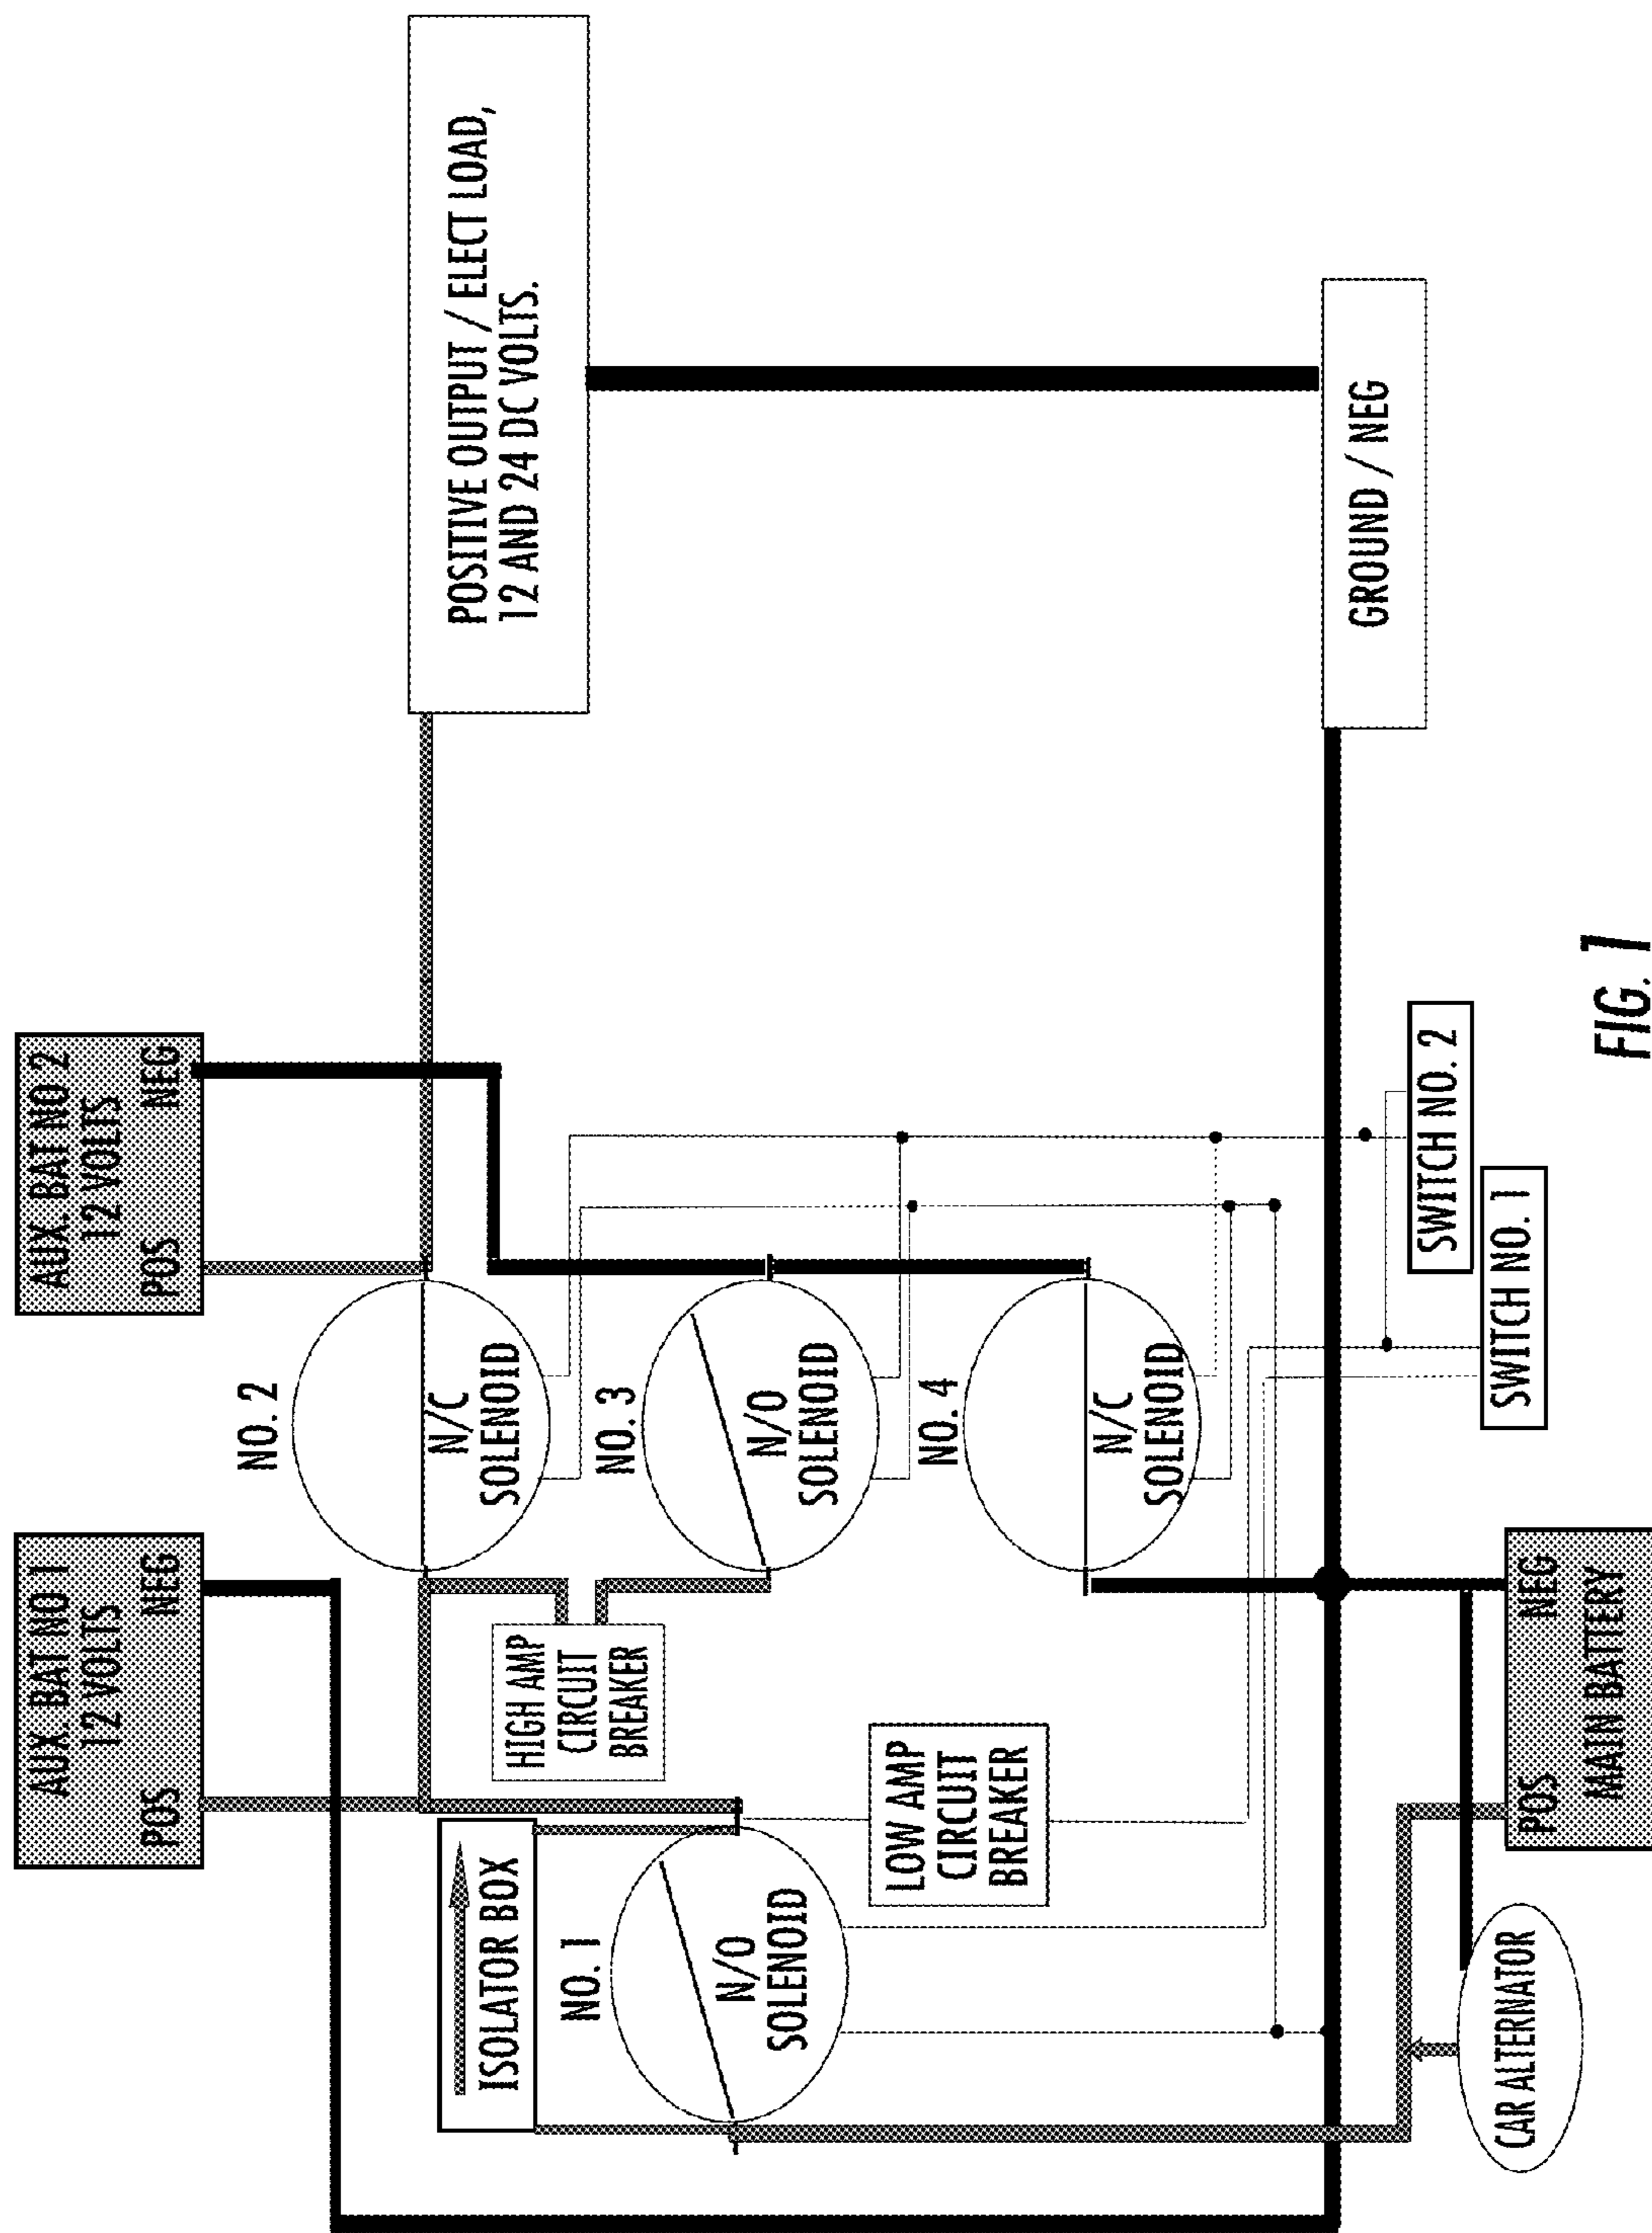 AUX. BAT NO 1
12 VOLTS
POS NEG
AUX. BAT NO 2
12 VOLTS
POS NEG
NO. 2
N/C
SOLENOID
POSITIVE OUTPUT / ELECT LOAD,
12 AND 24 DC VOLTS.
ISOLATOR BOX
HIGH AMP
CIRCUIT
BREAKER
NO. 1
N/O
SOLENOID
NO. 3
N/O
SOLENOID
LOW AMP
CIRCUIT
BREAKER
NO. 4
N/C
SOLENOID
GROUND / NEG
SWITCH NO. 2
SWITCH NO. 1
CAR ALTERNATOR
POS NEG
MAIN BATTERY
FIG. 1